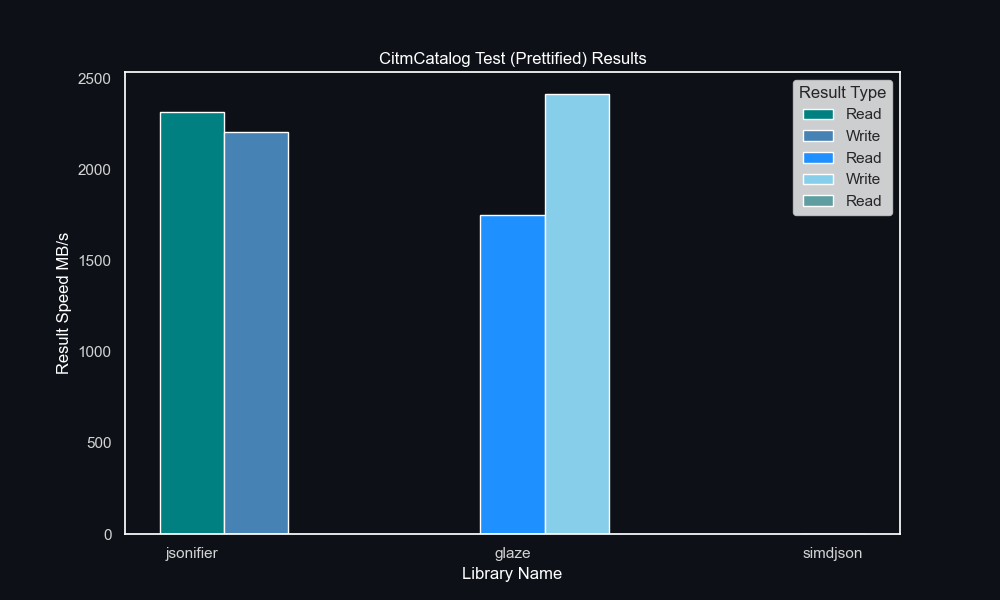 CitmCatalog Test (Prettified) Results
2500
2000
1500
1000
500
0
Result Speed MB/s
Result Type
Read
Write
Read
Write
Read
jsonifier
glaze
simdjson
Library Name